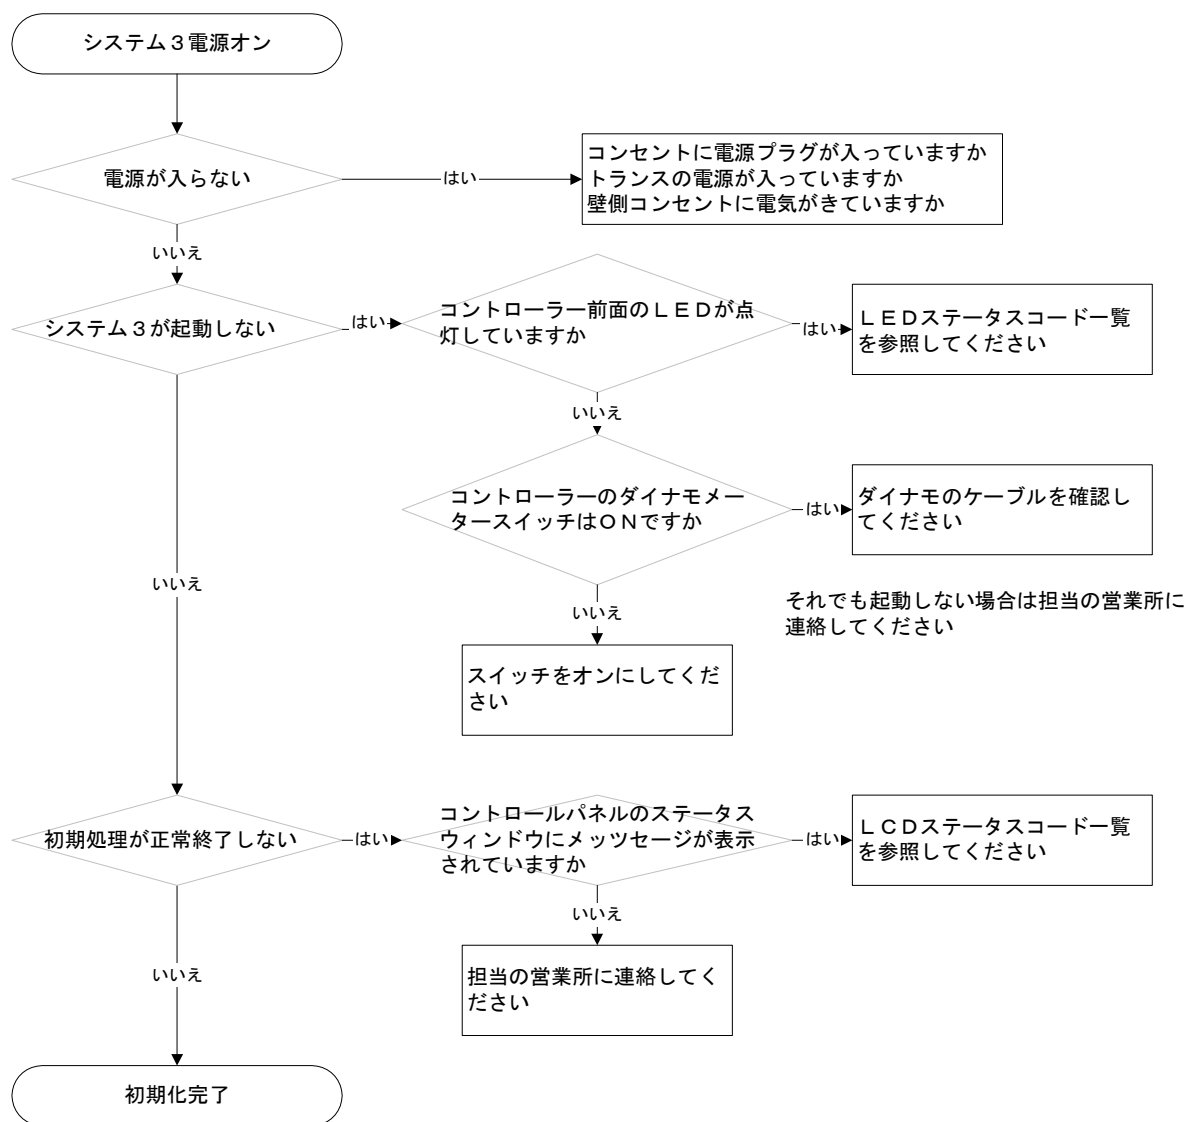 システム３電源オン
電源が入らない
はい
コンセントに電源プラグが入っていますか
トランスの電源が入っていますか
壁側コンセントに電気がきていますか
いいえ
システム３が起動しない
はい
コントローラー前面のＬＥＤが点
灯していますか
はい
ＬＥＤステータスコード一覧
を参照してください
いいえ
コントローラーのダイナモメー
タースイッチはＯＮですか
はい
ダイナモのケーブルを確認し
てください
いいえ
いいえ
それでも起動しない場合は担当の営業所に
連絡してください
スイッチをオンにしてくだ
さい
初期処理が正常終了しない
はい
コントロールパネルのステータス
ウィンドウにメッツセージが表示
されていますか
はい
ＬＣＤステータスコード一覧
を参照してください
いいえ
担当の営業所に連絡してく
ださい
いいえ
初期化完了